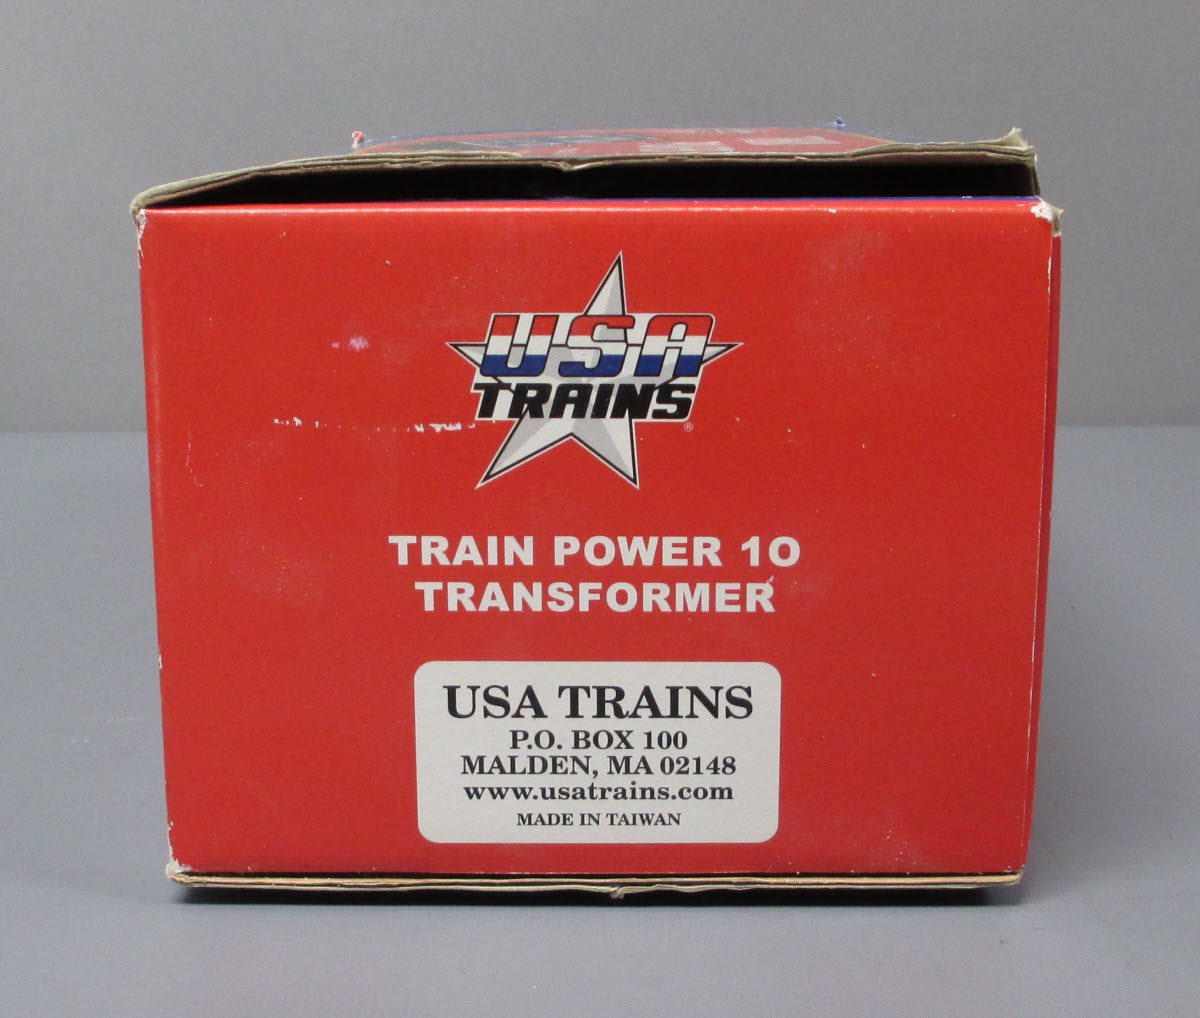 USA
TRAINS®
TRAIN POWER 10
TRANSFORMER
USA TRAINS
P.O. BOX 100
MALDEN, MA 02148
www.usatrains.com
MADE IN TAIWAN